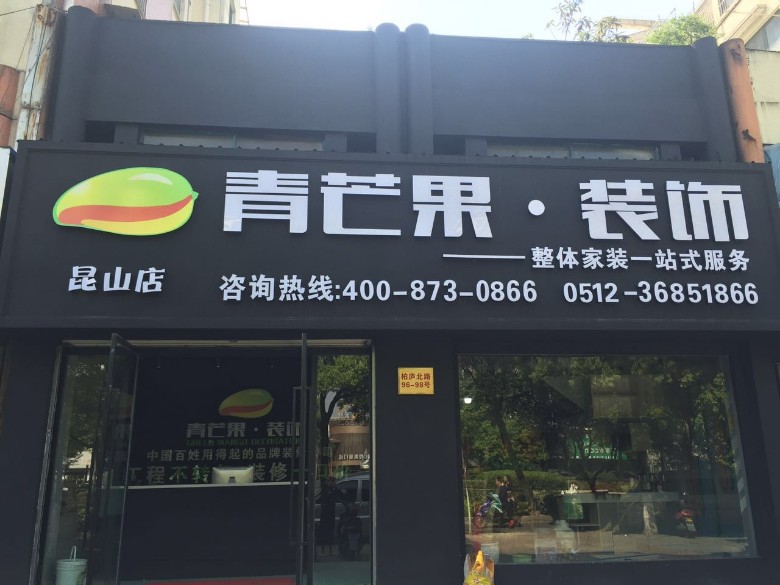 青芒果·装饰
——整体家装一站式服务
昆山店
咨询热线:400-873-0866 0512-36851866
柏庐北路
96-98号
青芒果·装饰
中国百姓用得起的品牌装修
工程不转 装修